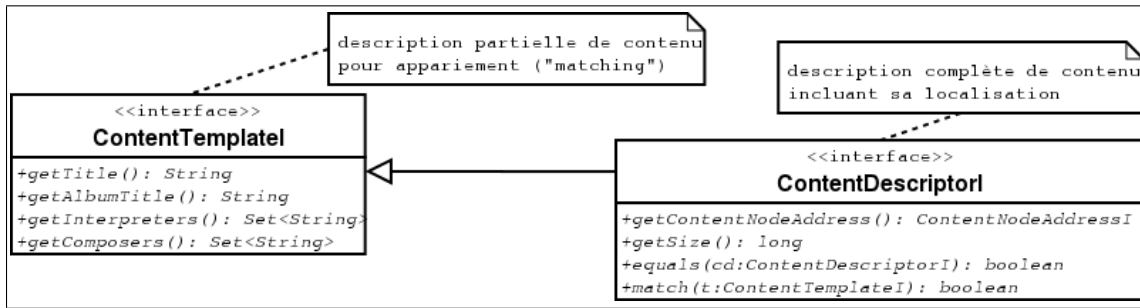 description partielle de contenu
pour appariement ("matching")
description complète de contenu
incluant sa localisation
<<interface>>
ContentTemplateI
+getTitle(): String
+getAlbumTitle(): String
+getInterpreters(): Set<String>
+getComposers(): Set<String>
<<interface>>
ContentDescriptorI
+getContentNodeAddress(): ContentNodeAddressI
+getSize(): long
+equals(cd:ContentDescriptorI): boolean
+match(t:ContentTemplateI): boolean